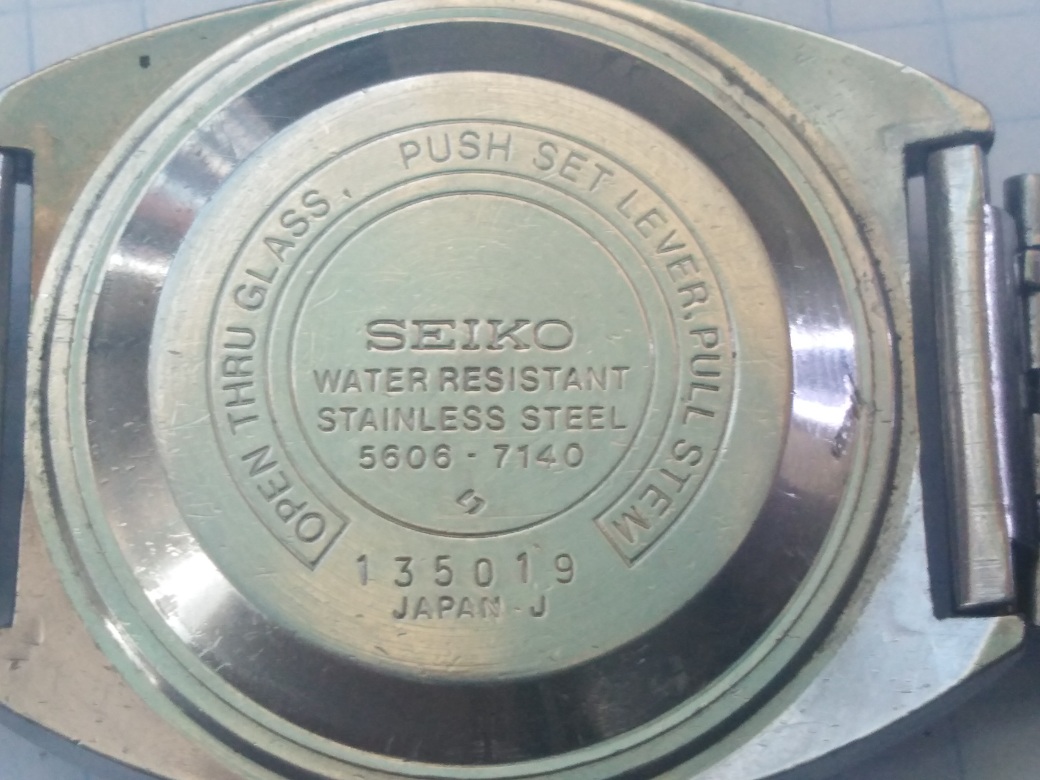 OPEN THRU GLASS, PUSH SET LEVER, PULL STEM
SEIKO
WATER RESISTANT
STAINLESS STEEL
5606 - 7140
135019
JAPAN - J